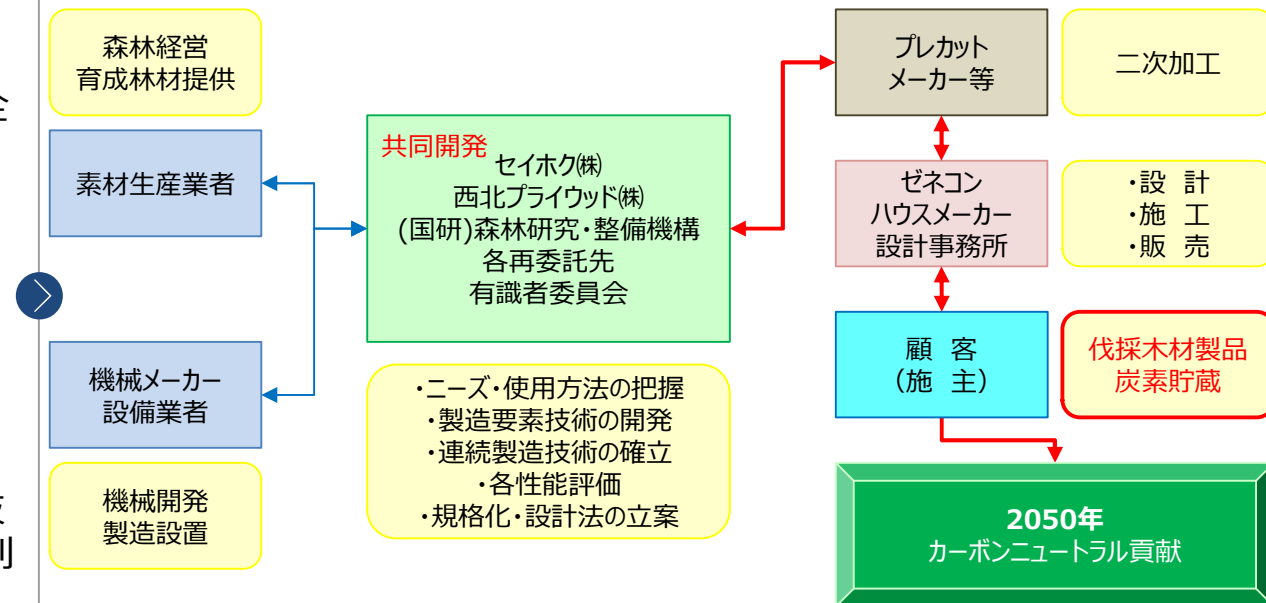 全
技
別
森林経営
育成林材提供
素材生産業者
機械メーカー
設備業者
機械開発
製造設置
共同開発
セイホク㈱
西北プライウッド㈱
(国研)森林研究・整備機構
各再委託先
有識者委員会
・ニーズ・使用方法の把握
・製造要素技術の開発
・連続製造技術の確立
・各性能評価
・規格化・設計法の立案
プレカット
メーカー等
二次加工
ゼネコン
ハウスメーカー
設計事務所
・設 計
・施 工
・販 売
顧 客
(施 主)
伐採木材製品
炭素貯蔵
2050年
カーボンニュートラル貢献